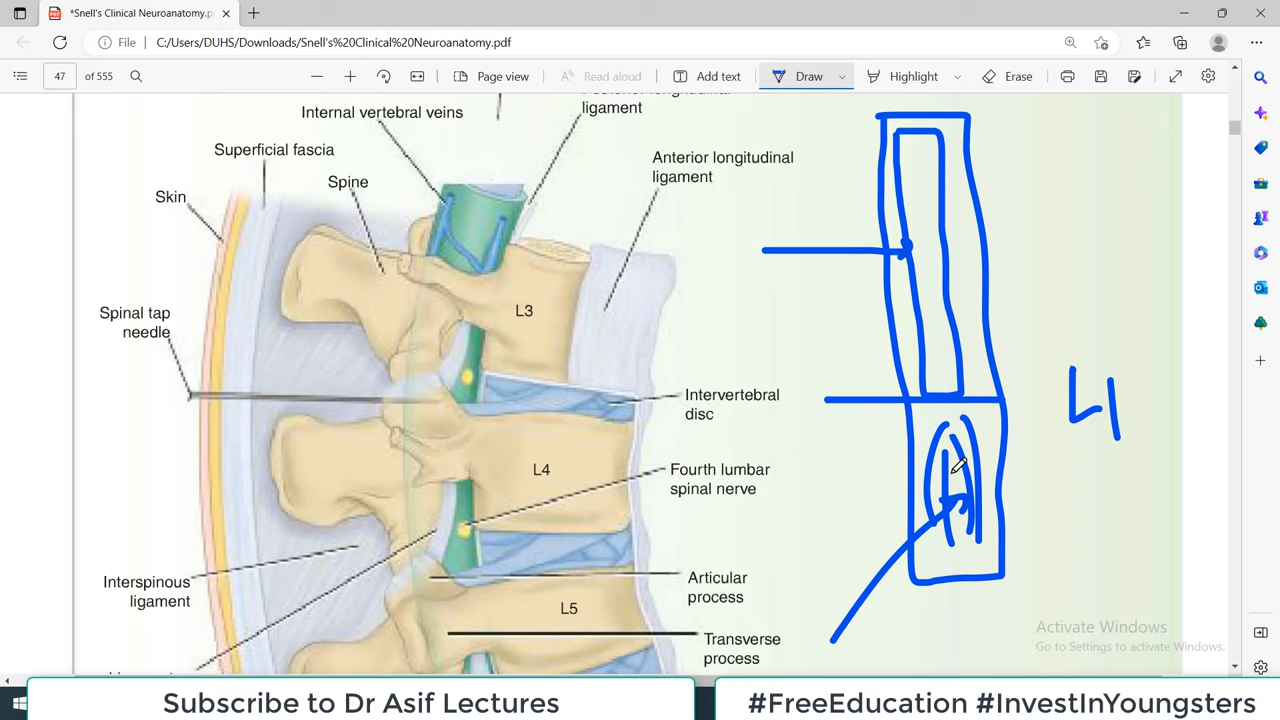 *Snell's Clinical Neuroanatomy.p
File
C:/Users/DUHS/Downloads/Snell's%20Clinical%20Neuroanatomy.pdf
47
of 555
Page view
Read aloud
Add text
Draw
Highlight
Erase
Internal vertebral veins
ligament
Superficial fascia
Spine
Skin
Anterior longitudinal
ligament
L3
Spinal tap
needle
Intervertebral
disc
L4
Fourth lumbar
spinal nerve
Interspinous
ligament
Articular
process
L5
Transverse
process
Activate Windows
Go to Settings to activate Windows.
Subscribe to Dr Asif Lectures
#FreeEducation #InvestInYoungsters